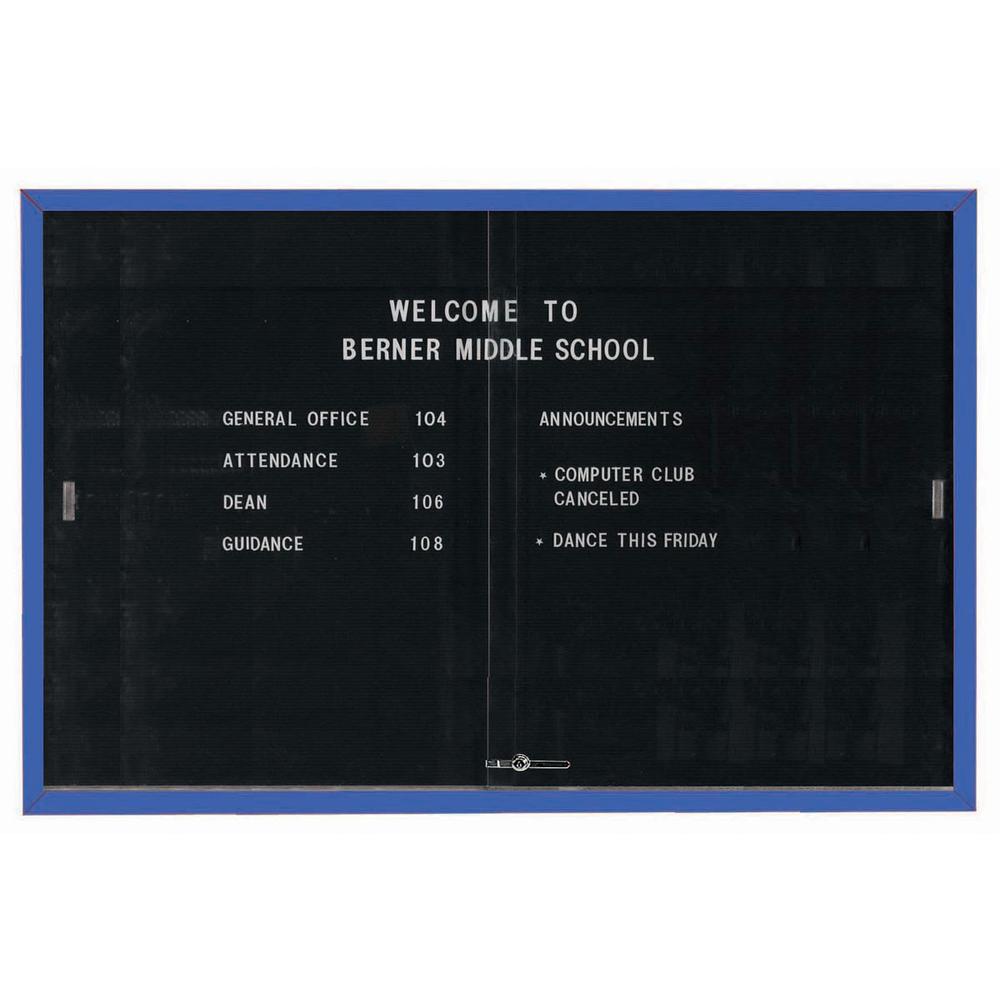 WELCOME TO
BERNER MIDDLE SCHOOL
GENERAL OFFICE 104
ATTENDANCE 103
DEAN 106
GUIDANCE 108
ANNOUNCEMENTS
* COMPUTER CLUB
CANCELED
* DANCE THIS FRIDAY